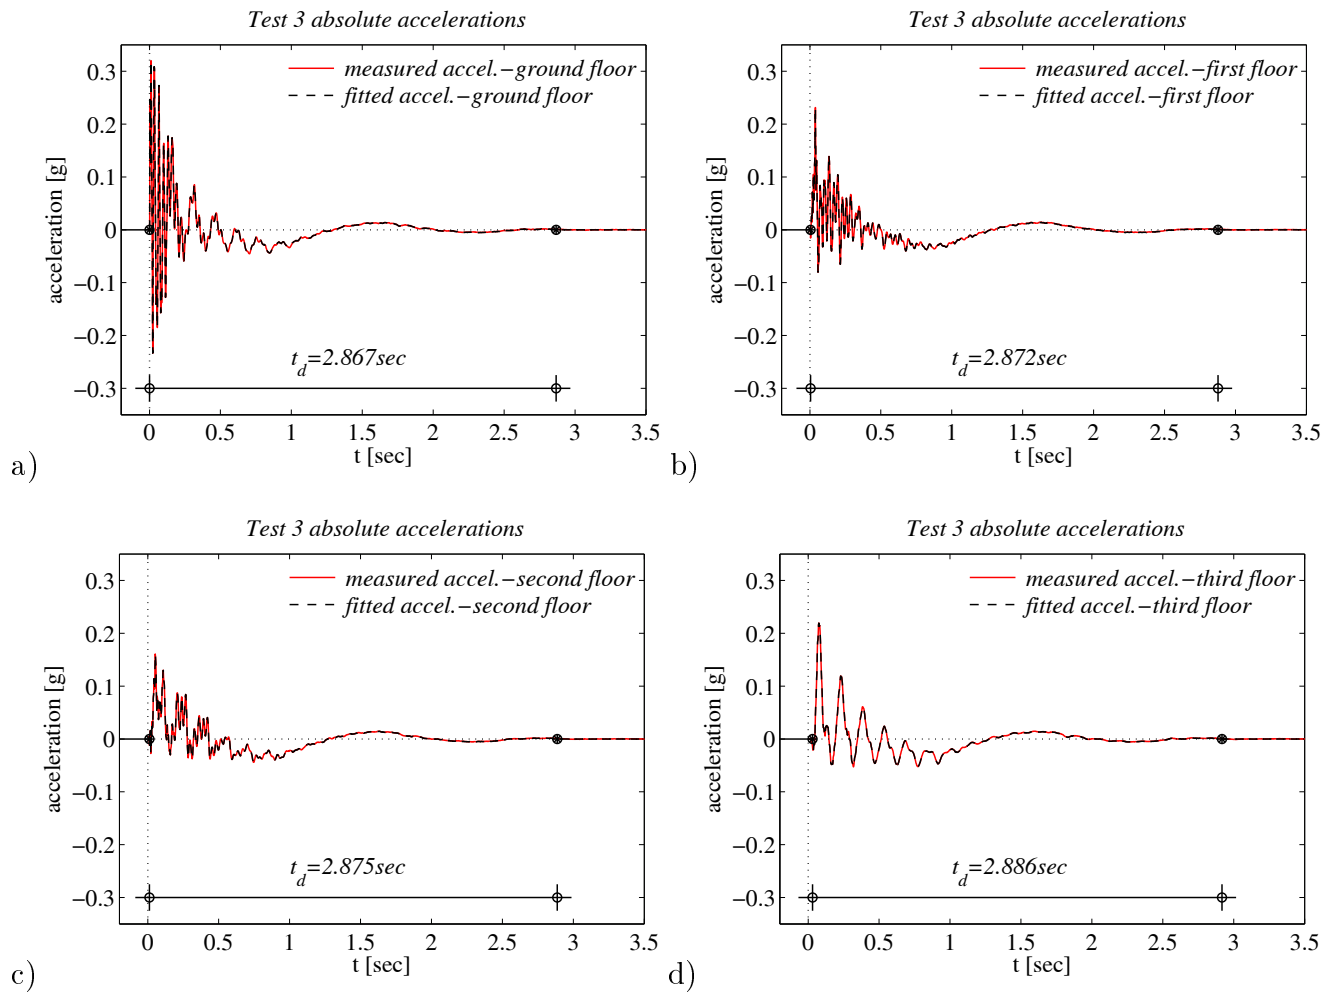 Test 3 absolute accelerations
measured accel.−ground floor
fitted accel.−ground floor
acceleration [g]
0.3
0.2
0.1
0
−0.1
−0.2
−0.3
t_d=2.867sec
0 0.5 1 1.5 2 2.5 3 3.5
t [sec]
a)
Test 3 absolute accelerations
measured accel.−first floor
fitted accel.−first floor
acceleration [g]
0.3
0.2
0.1
0
−0.1
−0.2
−0.3
t_d=2.872sec
0 0.5 1 1.5 2 2.5 3 3.5
t [sec]
b)
Test 3 absolute accelerations
measured accel.−second floor
fitted accel.−second floor
acceleration [g]
0.3
0.2
0.1
0
−0.1
−0.2
−0.3
t_d=2.875sec
0 0.5 1 1.5 2 2.5 3 3.5
t [sec]
c)
Test 3 absolute accelerations
measured accel.−third floor
fitted accel.−third floor
acceleration [g]
0.3
0.2
0.1
0
−0.1
−0.2
−0.3
t_d=2.886sec
0 0.5 1 1.5 2 2.5 3 3.5
t [sec]
d)